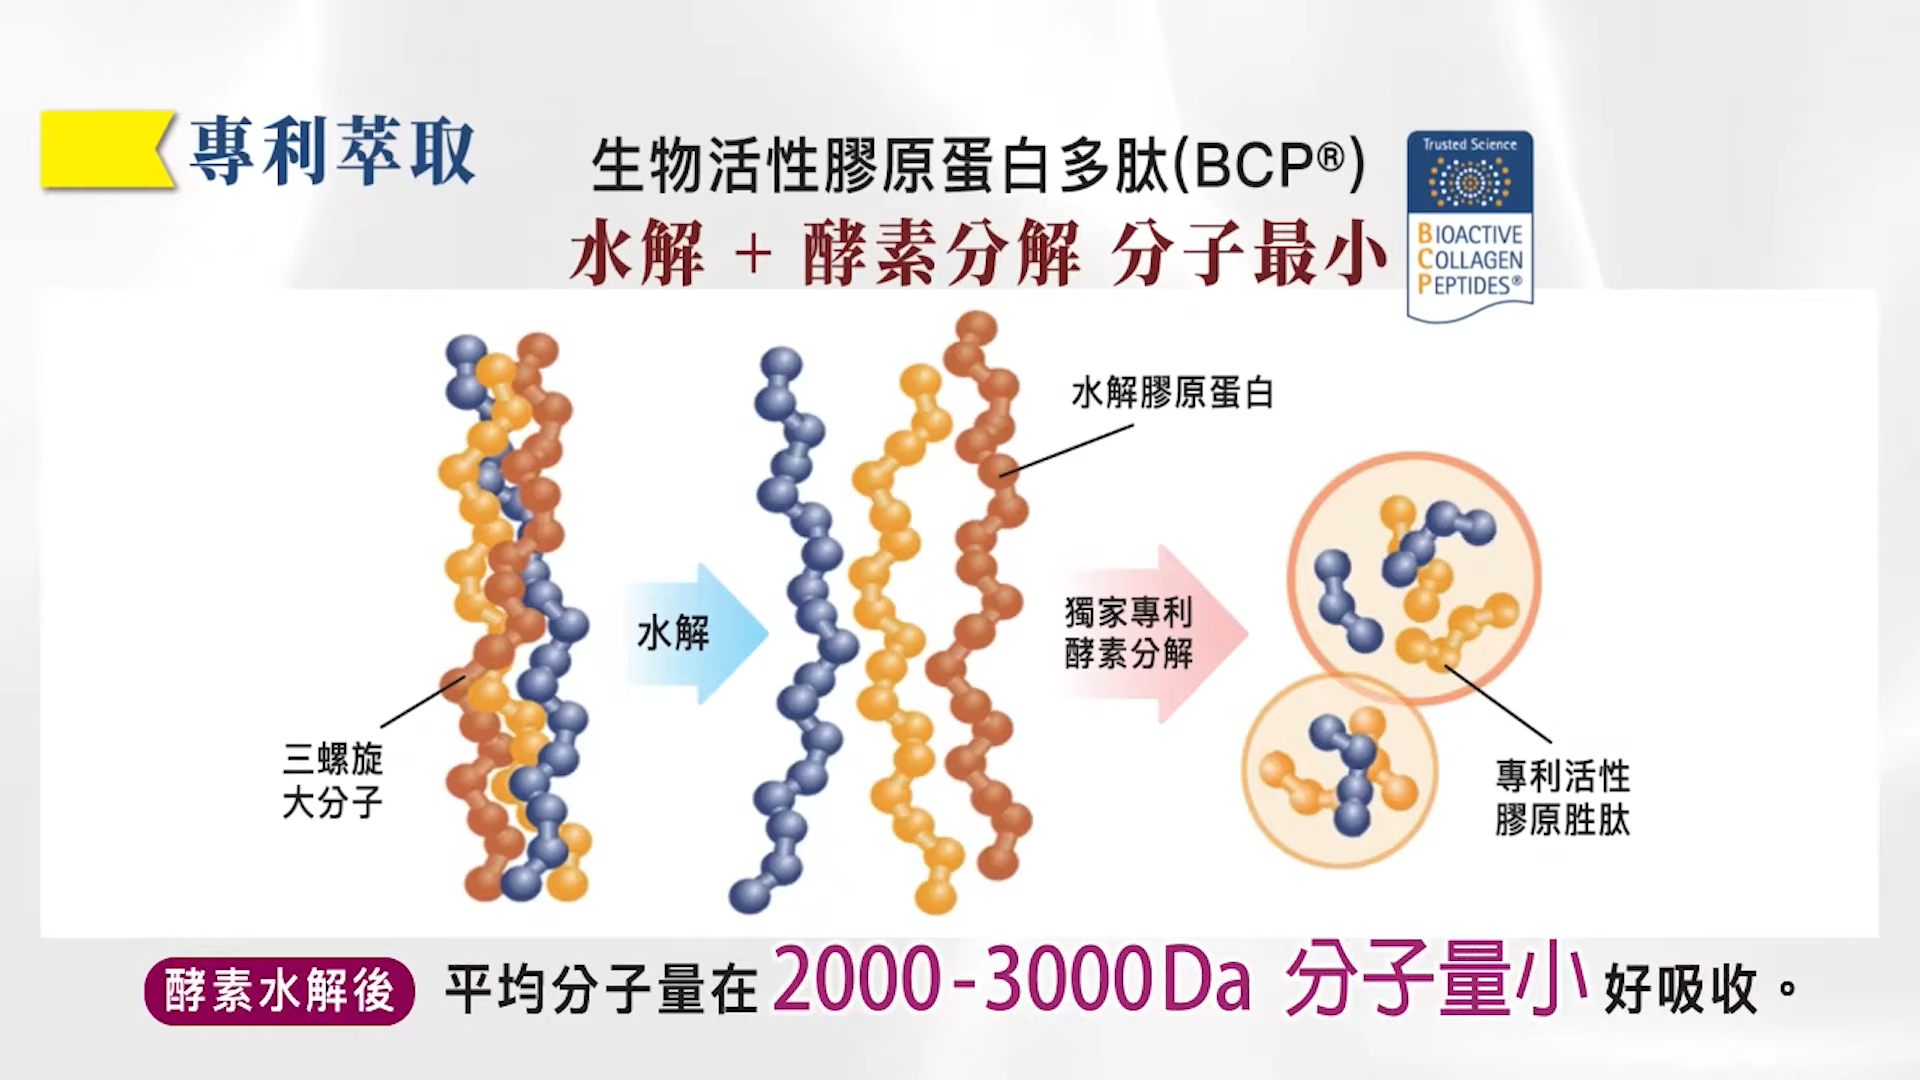 專利萃取
生物活性膠原蛋白多肽(BCP®)
水解 + 酵素分解 分子最小
Trusted Science
BIOACTIVE
COLLAGEN
PEPTIDES®
水解膠原蛋白
水解
獨家專利
酵素分解
三螺旋
大分子
專利活性
膠原胜肽
酵素水解後 平均分子量在 2000-3000Da 分子量小 好吸收。